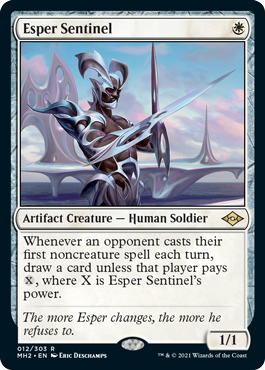 Esper Sentinel
Artifact Creature — Human Soldier
Whenever an opponent casts their
first noncreature spell each turn,
draw a card unless that player pays
X, where X is Esper Sentinel's
power.
The more Esper changes, the more he
refuses to.
1/1
012/303 R
MH2 • EN ERIC DESCHAMPS
™ & © 2021 Wizards of the Coast